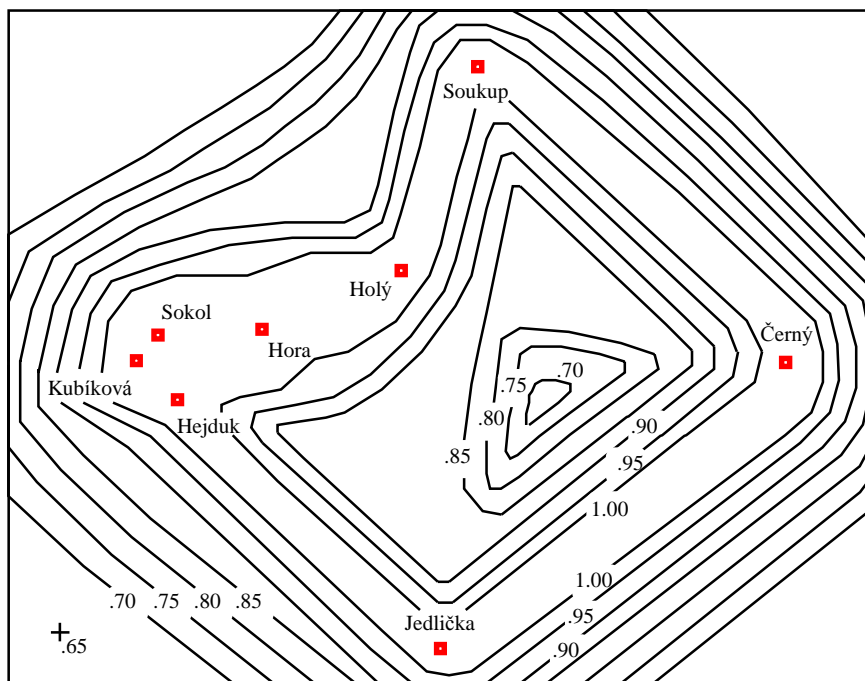 Soukup
Holý
Sokol
Hora
Černý
Kubíková
Hejduk
.70
.75
.80
.85
.90
.95
1.00
1.00
.95
.90
.70
.75
.80
.85
Jedlička
.65